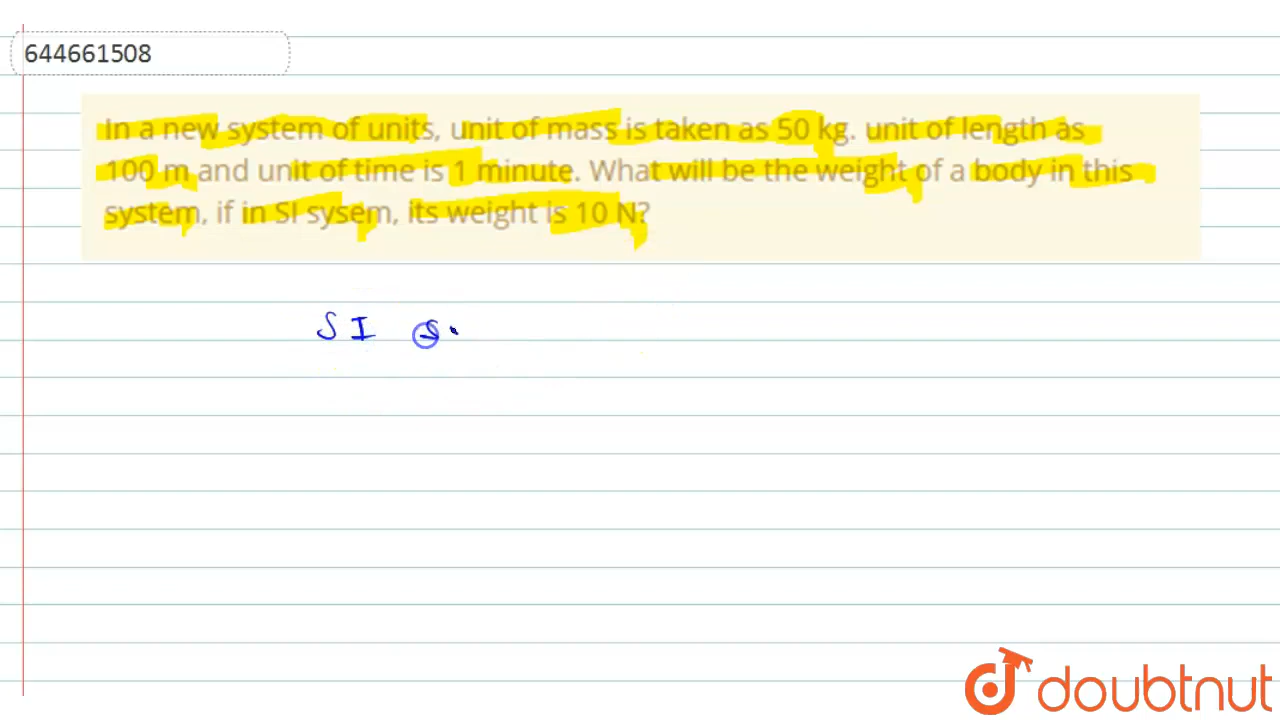 644661508
In a new system of units, unit of mass is taken as 50 kg. unit of length as
100 m and unit of time is 1 minute. What will be the weight of a body in this
system, if in SI sysem, its weight is 10 N?
SI
doubtnut